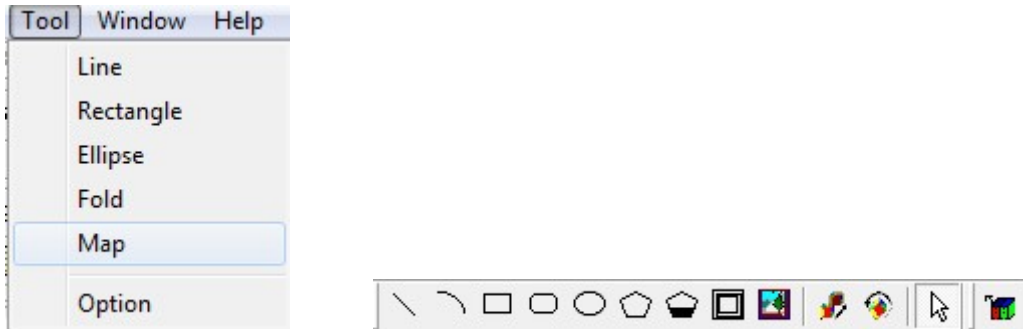 Tool Window Help
Line
Rectangle
Ellipse
Fold
Map
Option